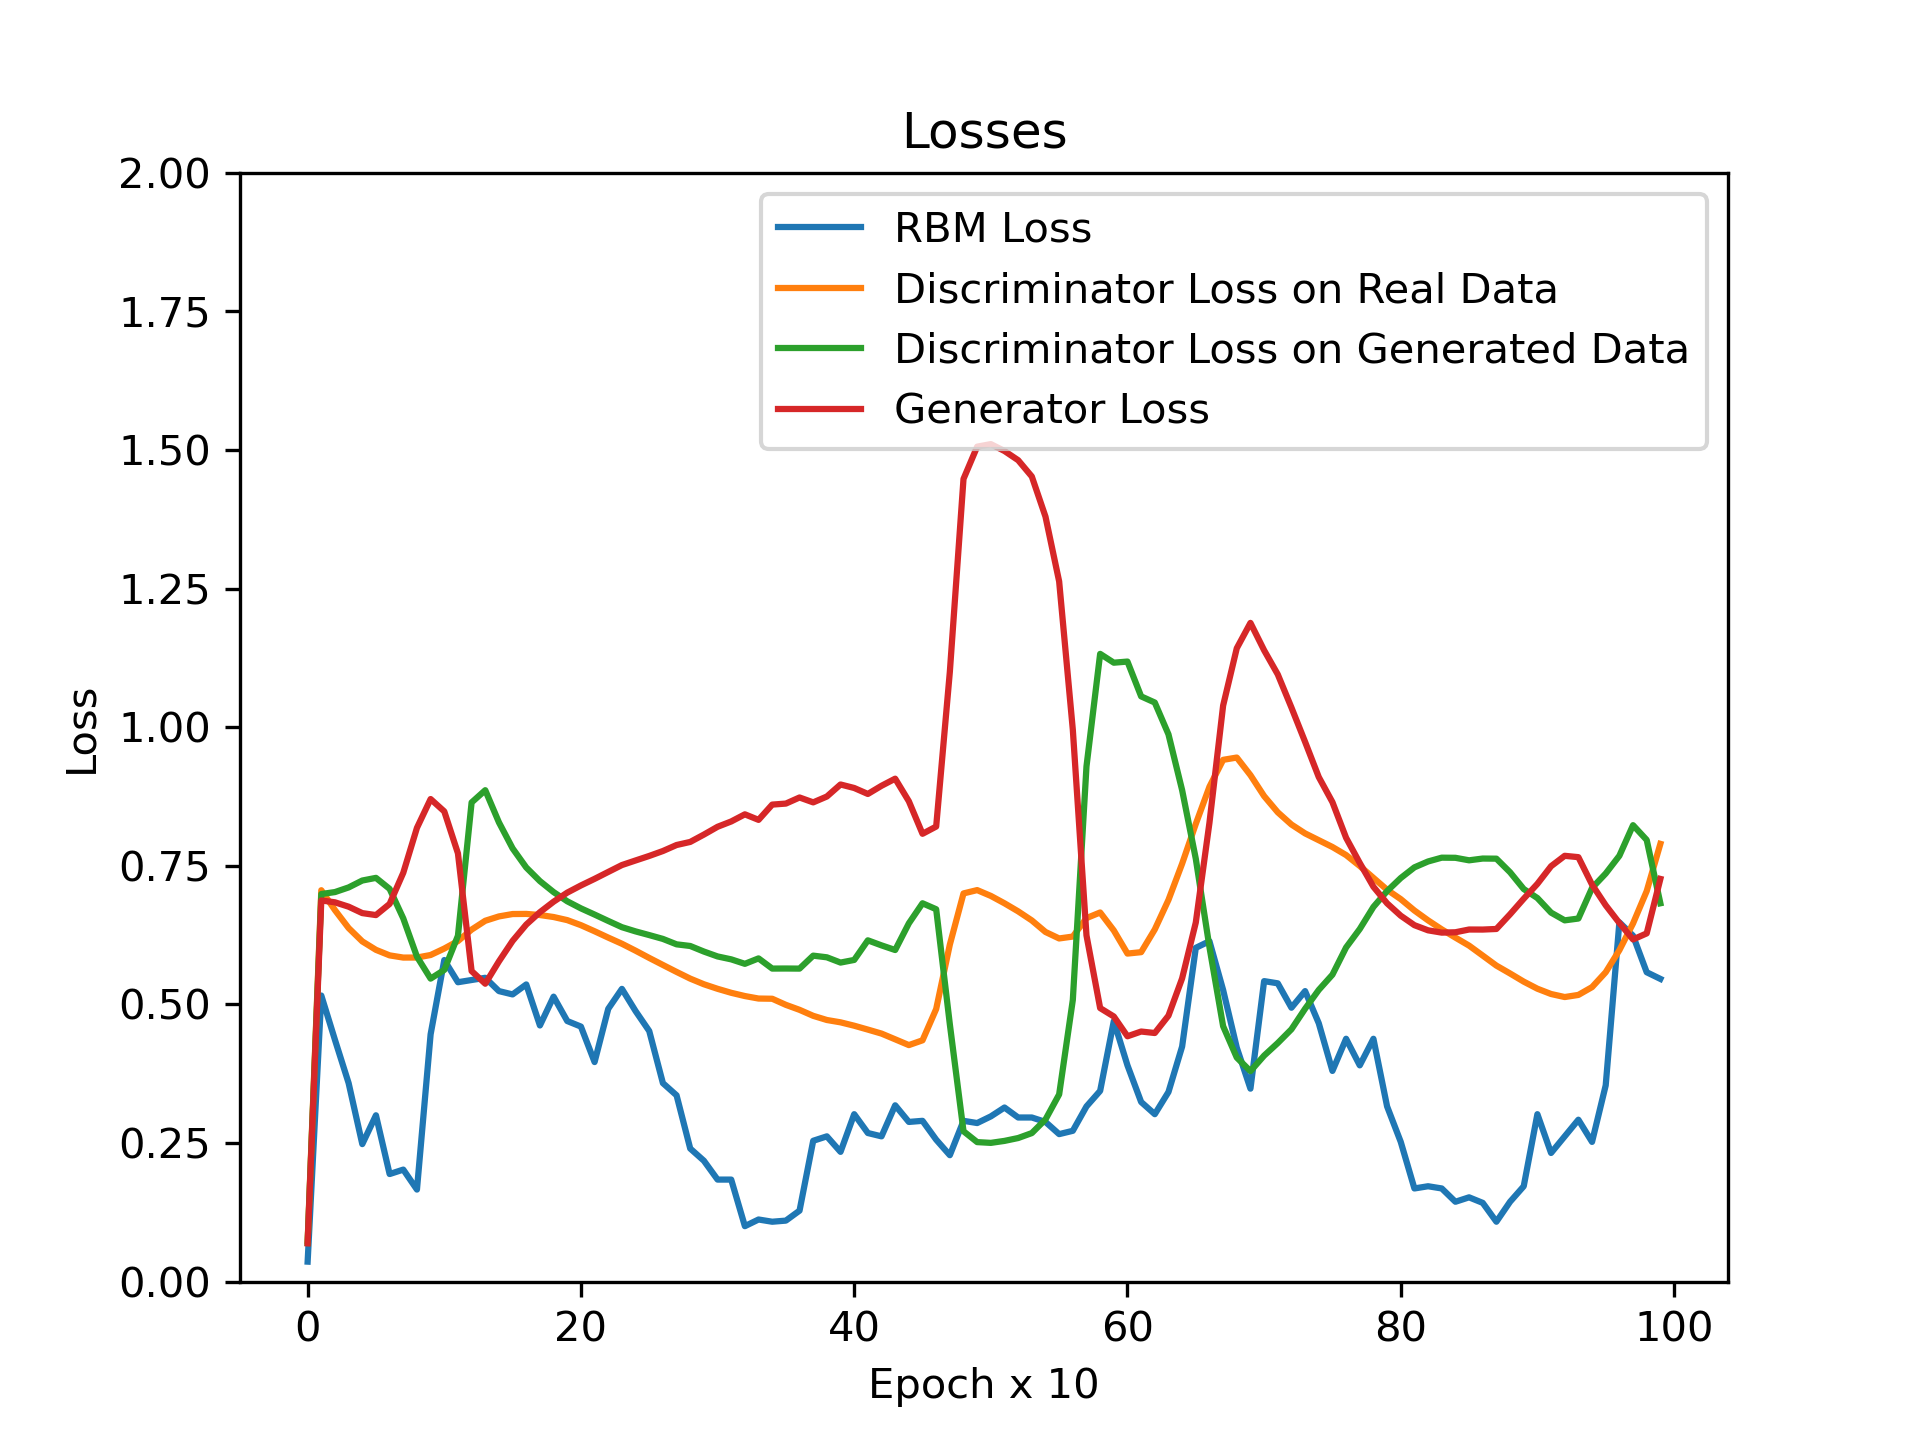 Losses
2.00
1.75
1.50
1.25
1.00
0.75
0.50
0.25
0.00
Loss
RBM Loss
Discriminator Loss on Real Data
Discriminator Loss on Generated Data
Generator Loss
0 20 40 60 80 100
Epoch x 10